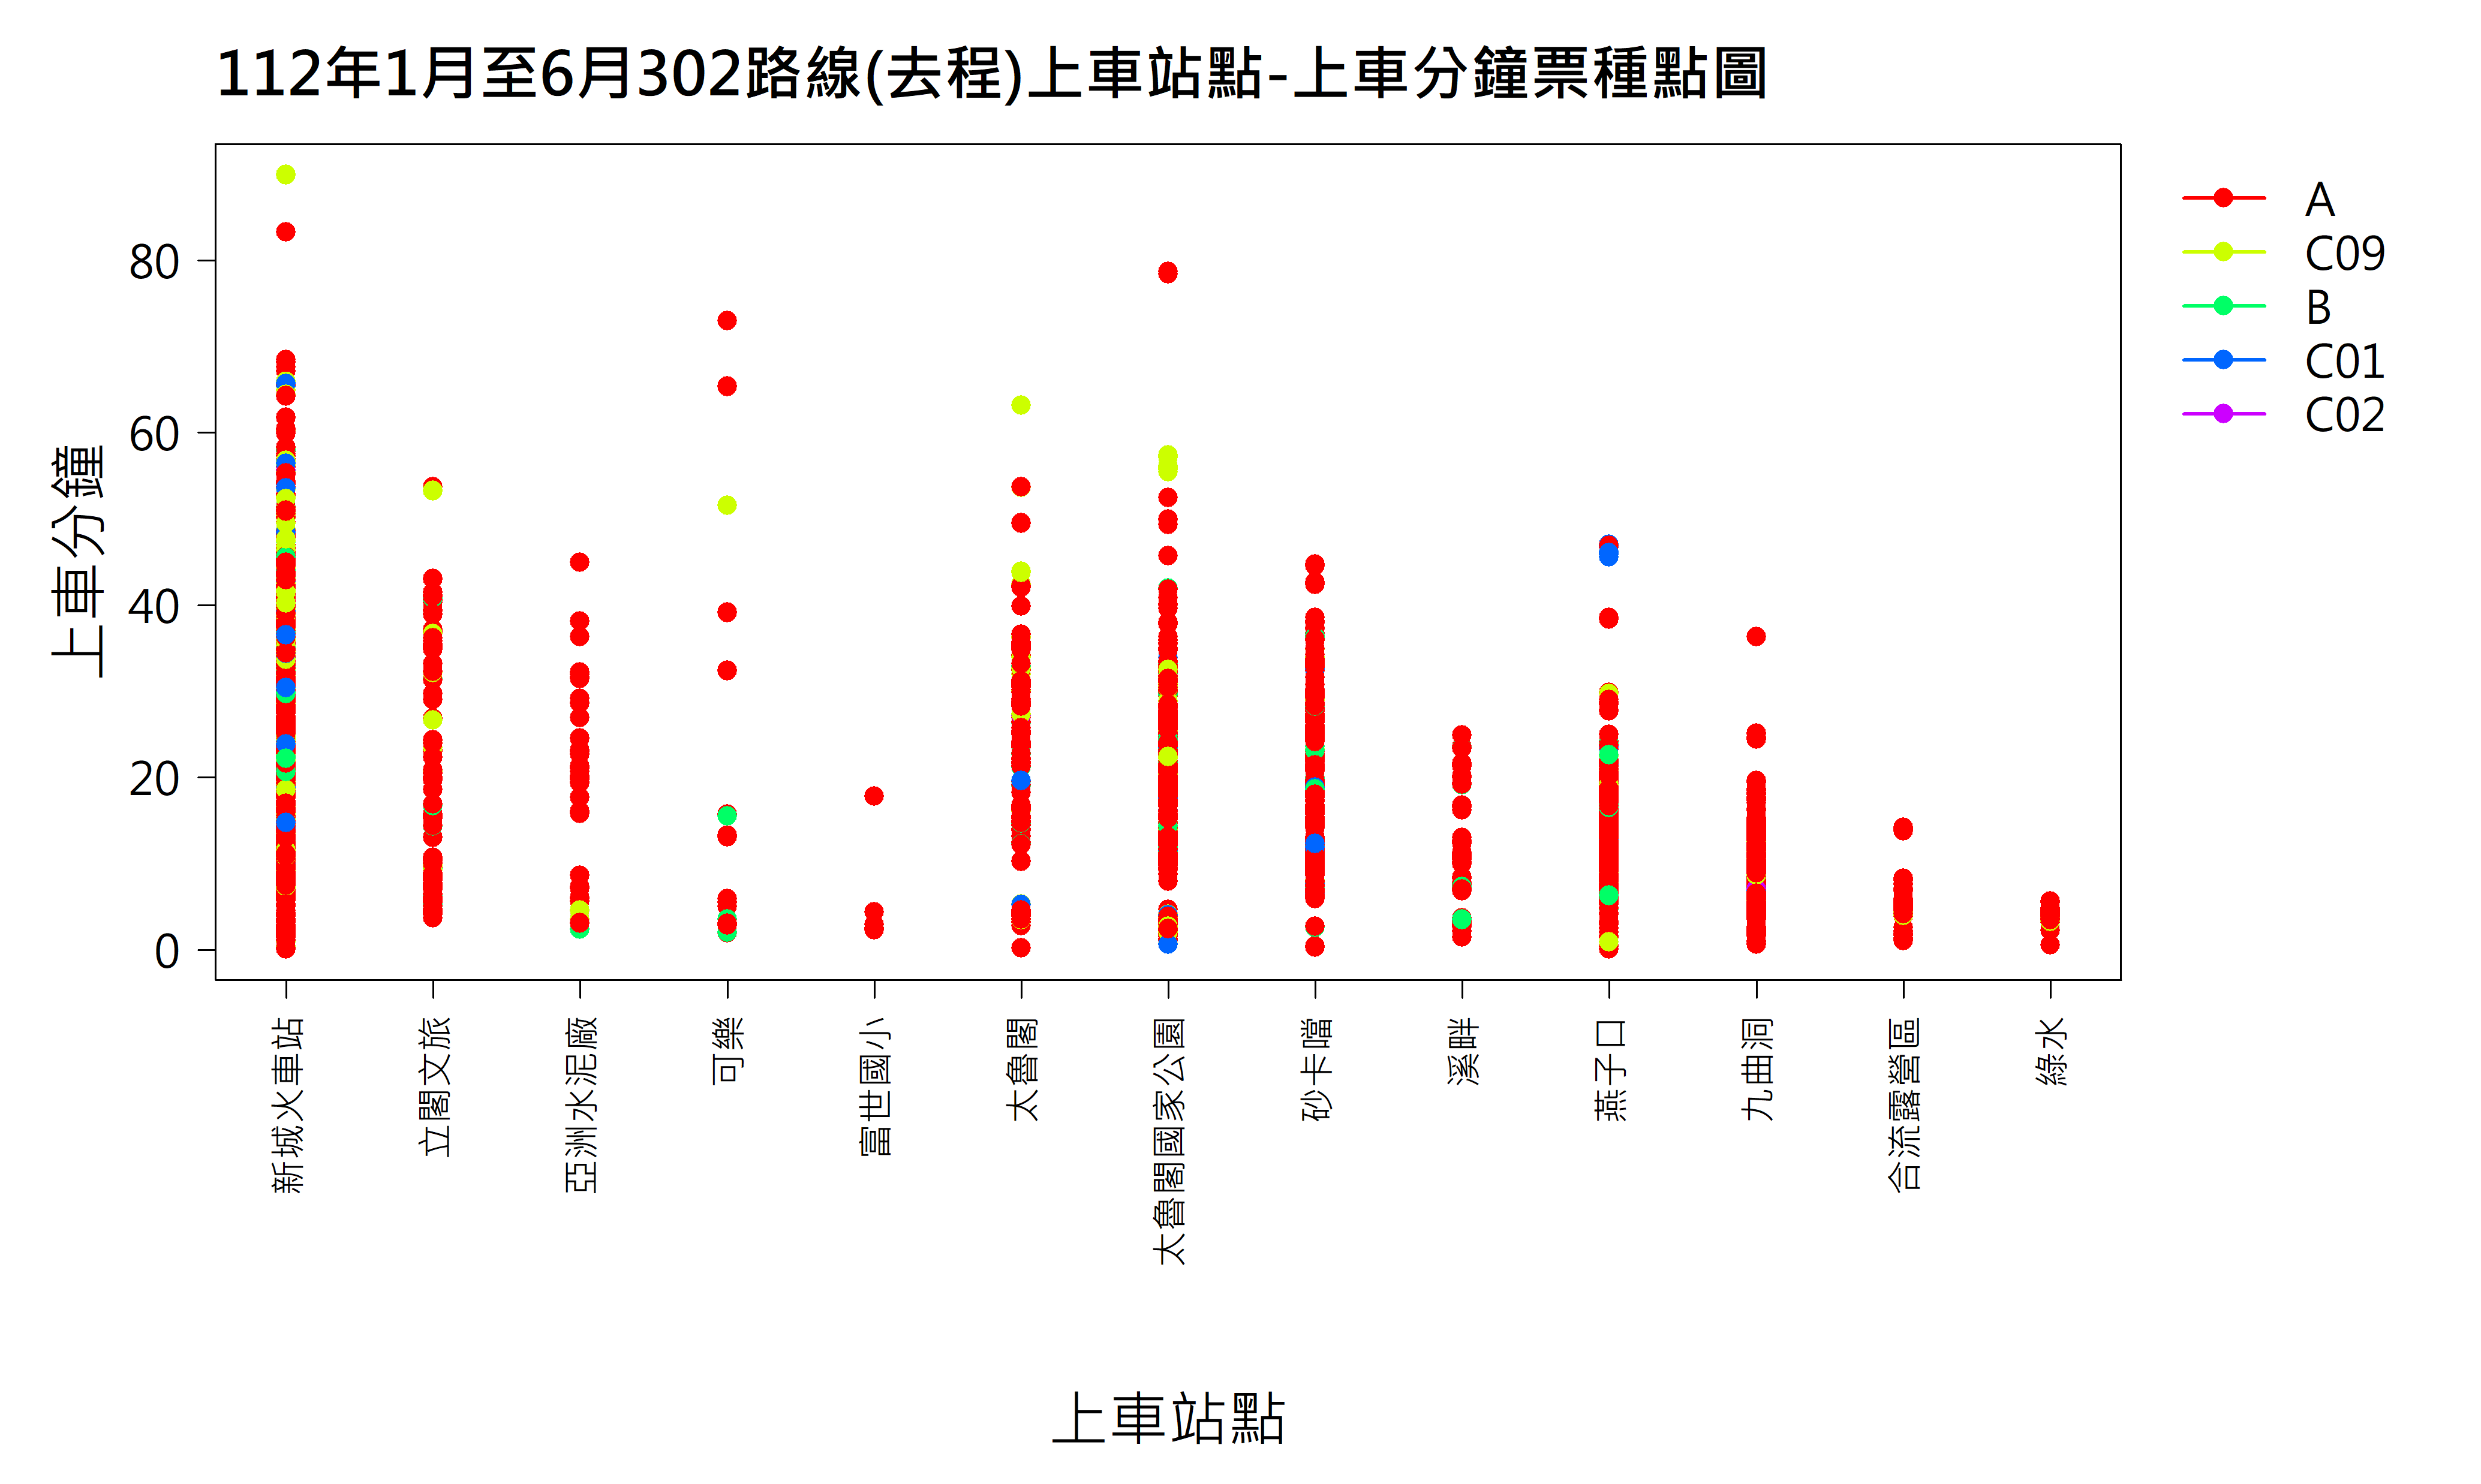 112年1月至6月302路線(去程)上車站點-上車分鐘票種點圖
A
C09
B
C01
C02
上車分鐘
80
60
40
20
0
新城火車站
立閣文旅
亞洲水泥廠
可樂
富世國小
太魯閣
太魯閣國家公園
砂卡噹
溪畔
燕子口
九曲洞
合流露營區
綠水
上車站點